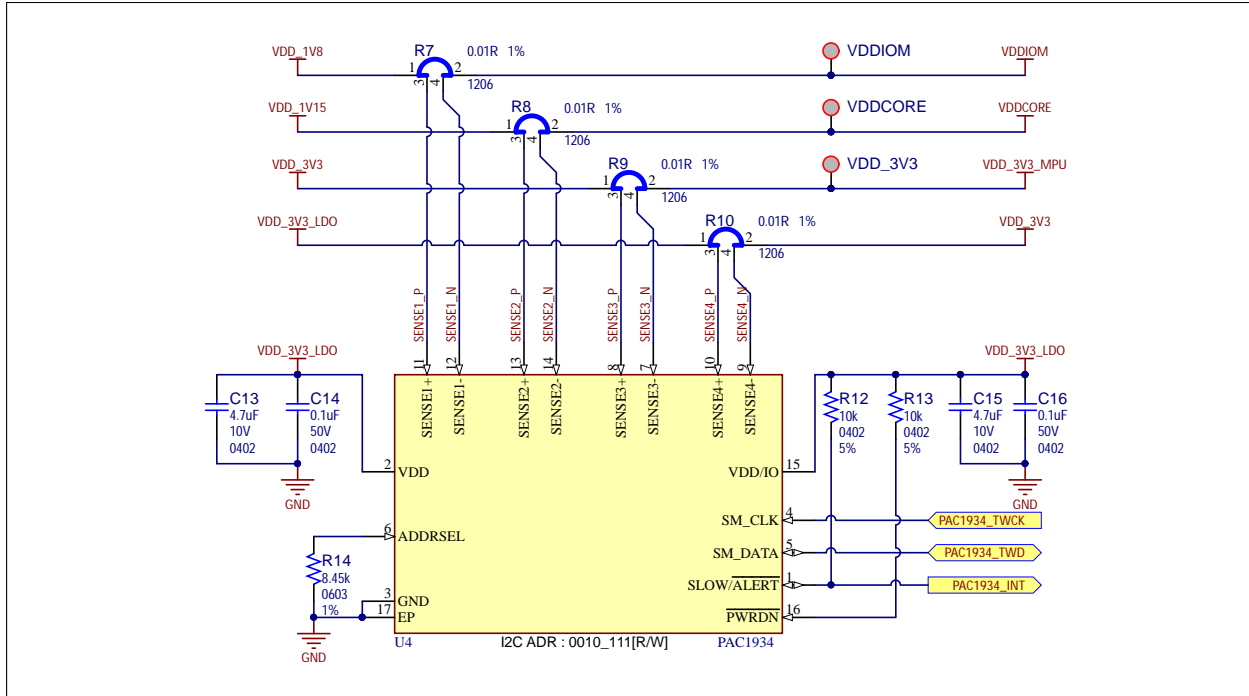 VDD_1V8
R7
0.01R 1%
1 2
3 4
1206
VDDIOM
VDDIOM
VDD_1V15
R8
0.01R 1%
1 2
3 4
1206
VDDCORE
VDDCORE
VDD_3V3
R9
0.01R 1%
1 2
3 4
1206
VDD_3V3
VDD_3V3_MPU
VDD_3V3_LDO
R10
0.01R 1%
1 2
3 4
1206
VDD_3V3
SENSE1_P
SENSE1_N
SENSE2_P
SENSE2_N
SENSE3_P
SENSE3_N
SENSE4_P
SENSE4_N
11
12
13
14
8
7
10
9
SENSE1+
SENSE1-
SENSE2+
SENSE2-
SENSE3+
SENSE3-
SENSE4+
SENSE4-
VDD_3V3_LDO
C13
4.7uF
10V
0402
C14
0.1uF
50V
0402
GND
2 VDD
6 ADDRSEL
R14
8.45k
0603
1%
3 GND
17 EP
GND
VDD_3V3_LDO
R12
10k
0402
5%
R13
10k
0402
5%
C15
4.7uF
10V
0402
C16
0.1uF
50V
0402
GND
VDD/IO 15
SM_CLK 4
PAC1934_TWCK
SM_DATA 5
PAC1934_TWD
SLOW/ALERT 1
PAC1934_INT
PWRDN 16
U4
I2C ADR : 0010_111[R/W]
PAC1934